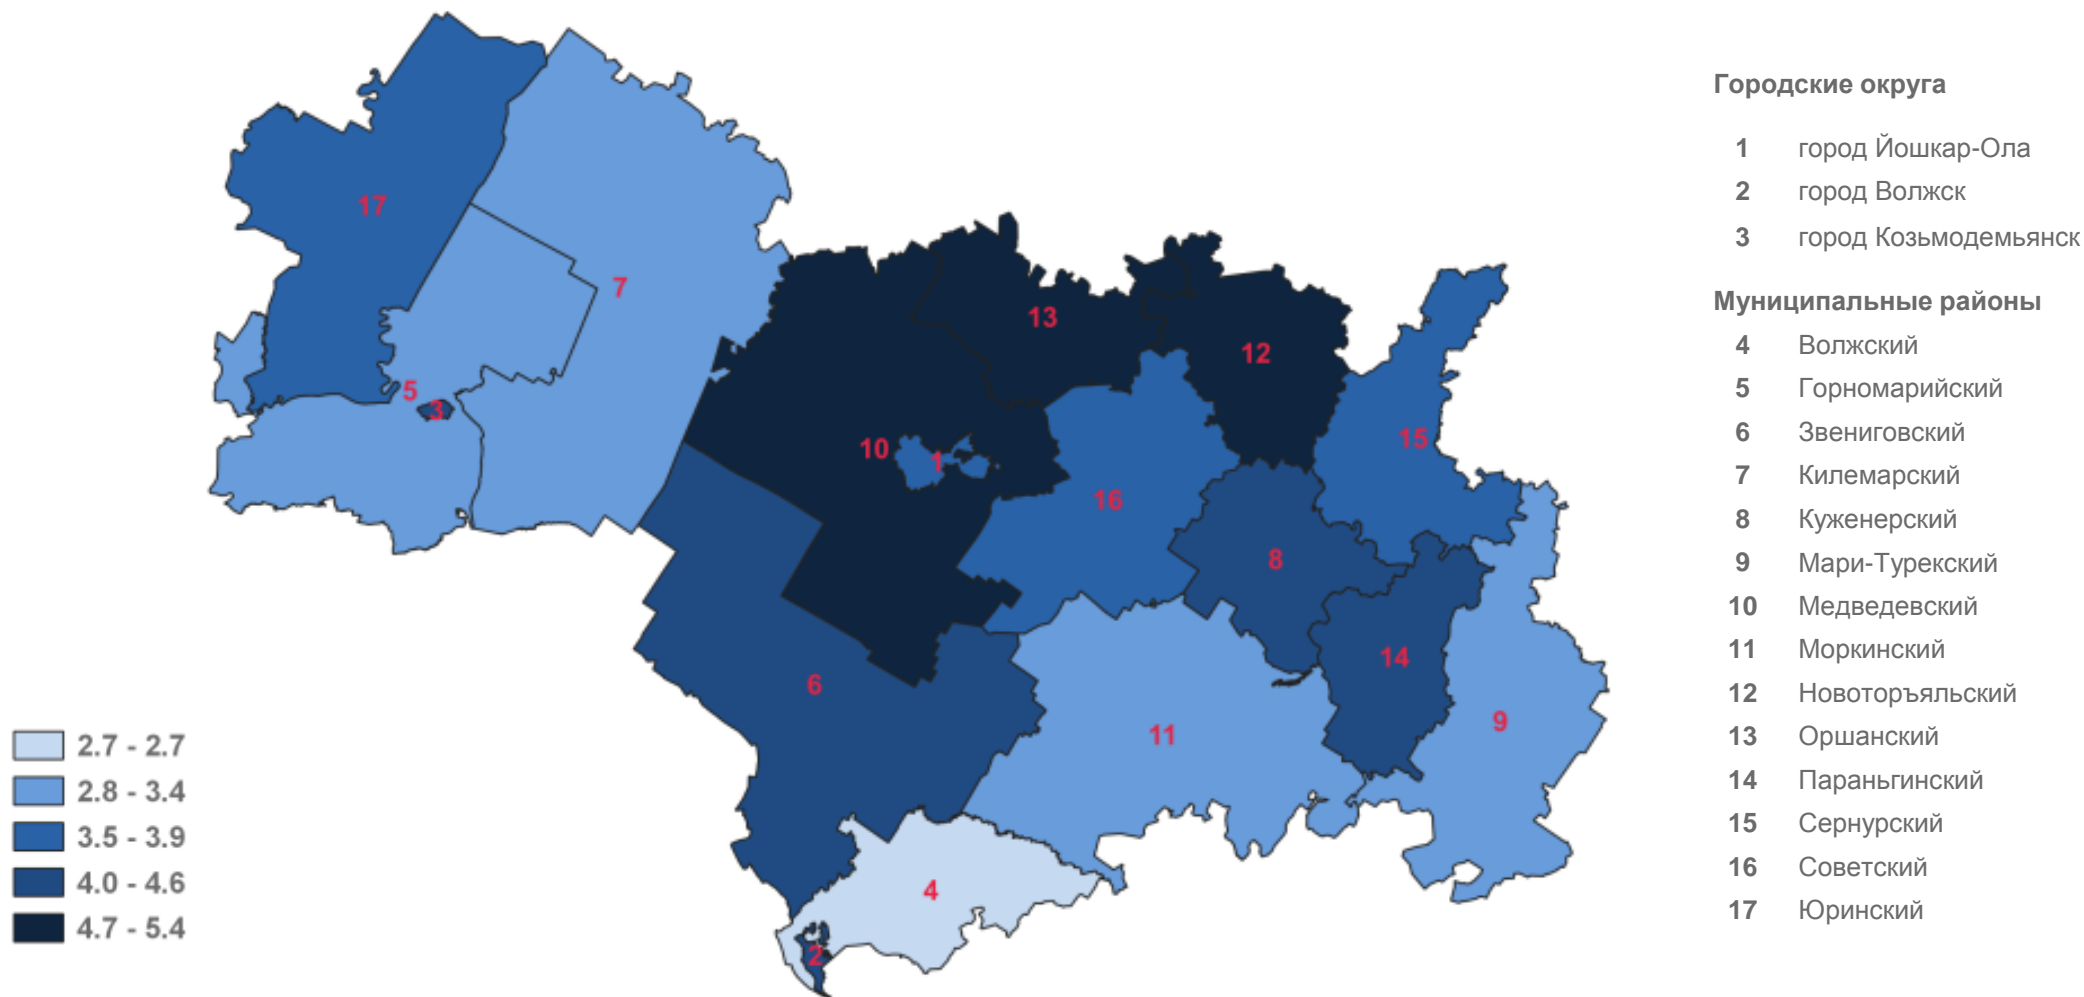 Городские округа
1 город Йошкар-Ола
2 город Волжск
3 город Козьмодемьянск
Муниципальные районы
4 Волжский
5 Горномарийский
6 Звениговский
7 Килемарский
8 Куженерский
9 Мари-Турекский
10 Медведевский
11 Моркинский
12 Новоторъяльский
13 Оршанский
14 Параньгинский
15 Сернурский
16 Советский
17 Юринский
17
7
13
12
5
3
10
1
15
16
8
14
6
11
9
4
2
2.7 - 2.7
2.8 - 3.4
3.5 - 3.9
4.0 - 4.6
4.7 - 5.4